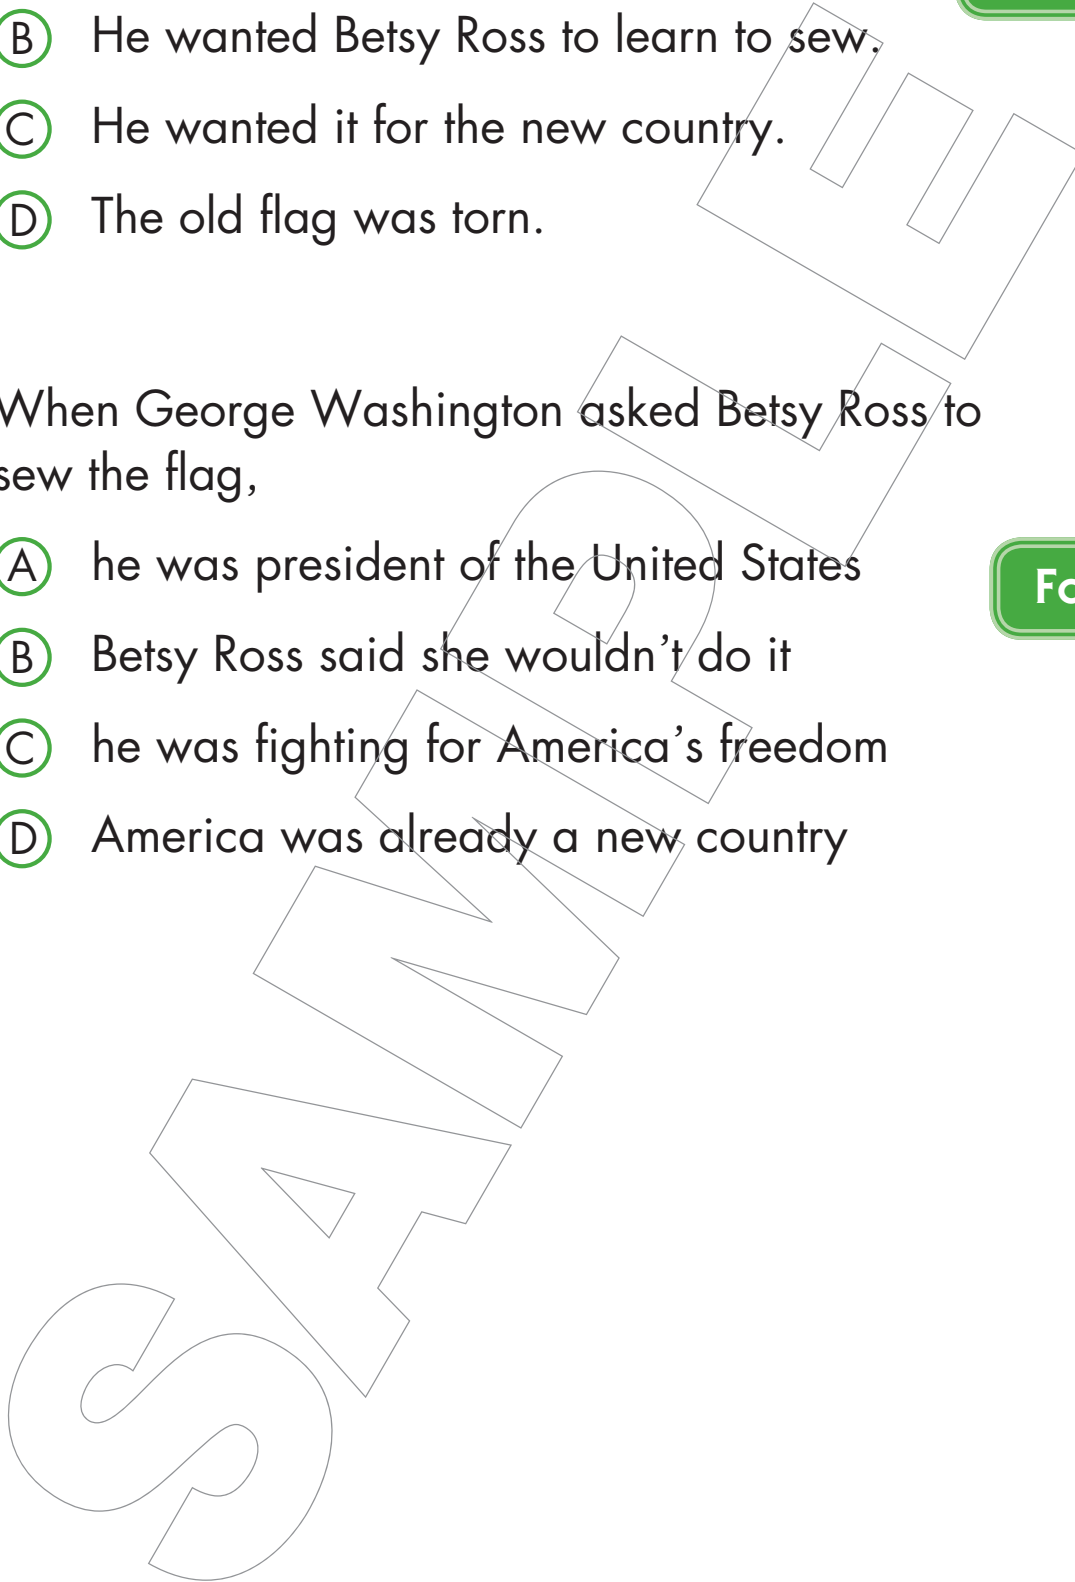 B He wanted Betsy Ross to learn to sew.
C He wanted it for the new country.
D The old flag was torn.
When George Washington asked Betsy Ross to
sew the flag,
A he was president of the United States
B Betsy Ross said she wouldn’t do it
C he was fighting for America’s freedom
D America was already a new country
SAMPLE